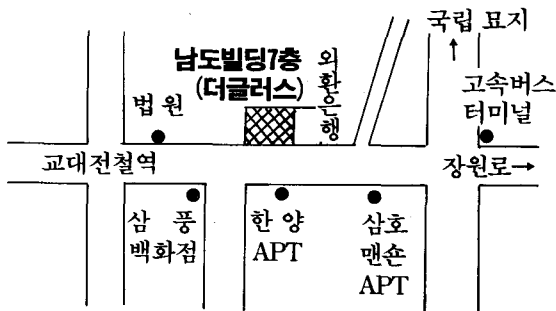 국립 묘지
남도빌딩7층
(더글러스)
외환은행
고속버스
터미널
법원
교대전철역
장원로→
삼풍
백화점
한양
APT
삼호
맨숀
APT